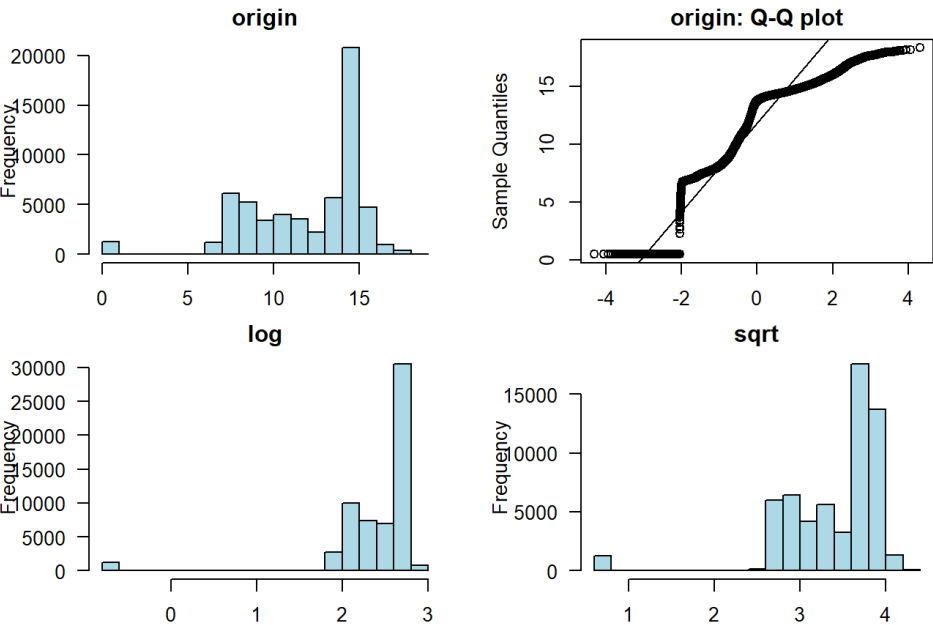 origin
Frequency
20000
15000
10000
5000
0
0 5 10 15
origin: Q-Q plot
Sample Quantiles
15
10
5
0
-4 -2 0 2 4
log
Frequency
30000
25000
20000
15000
10000
5000
0
0 1 2 3
sqrt
Frequency
15000
10000
5000
0
1 2 3 4